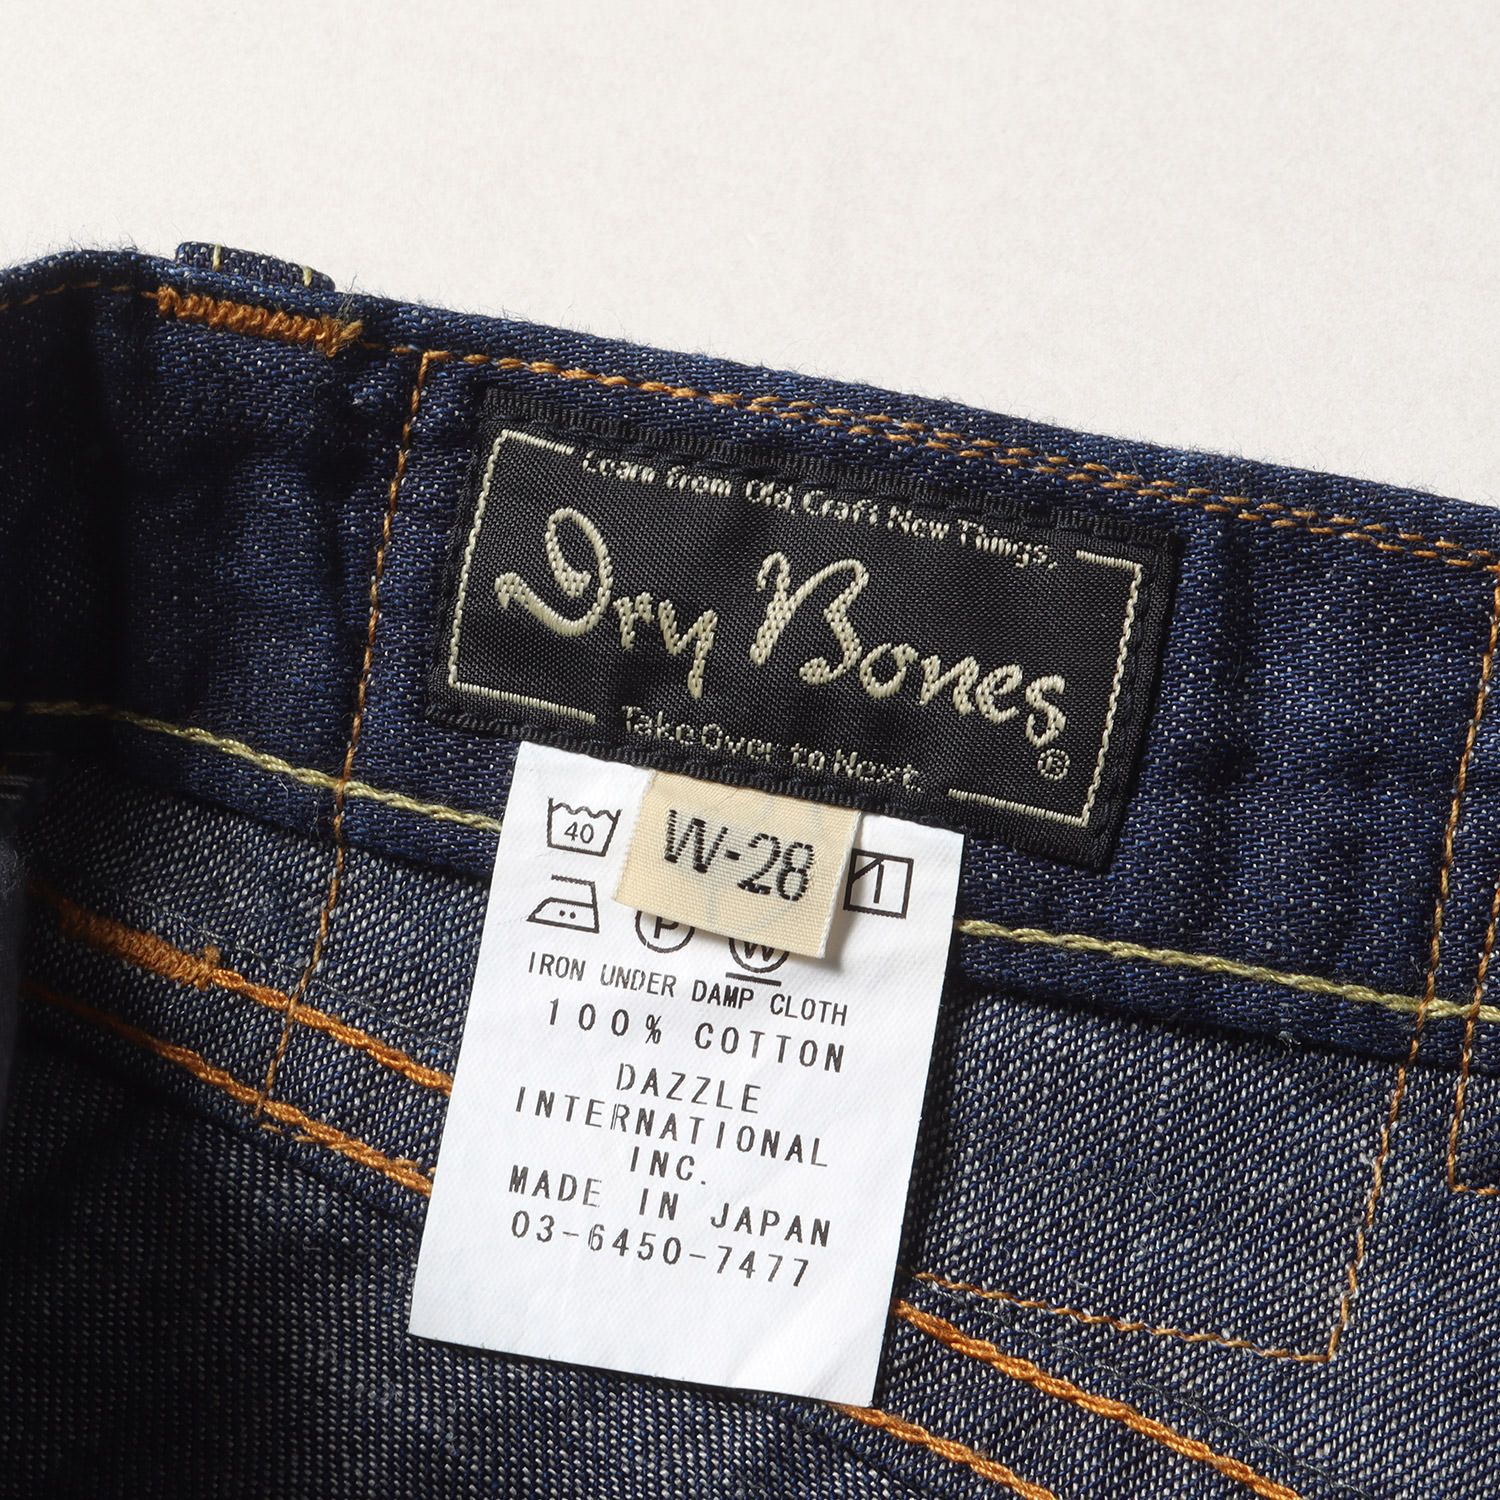 Learn from Old, Craft New Things,
Dry Bones
©
Take Over to Next
40
W-28
1
P
W
IRON UNDER DAMP CLOTH
100% COTTON
DAZZLE
INTERNATIONAL
INC.
MADE IN JAPAN
03-6450-7477